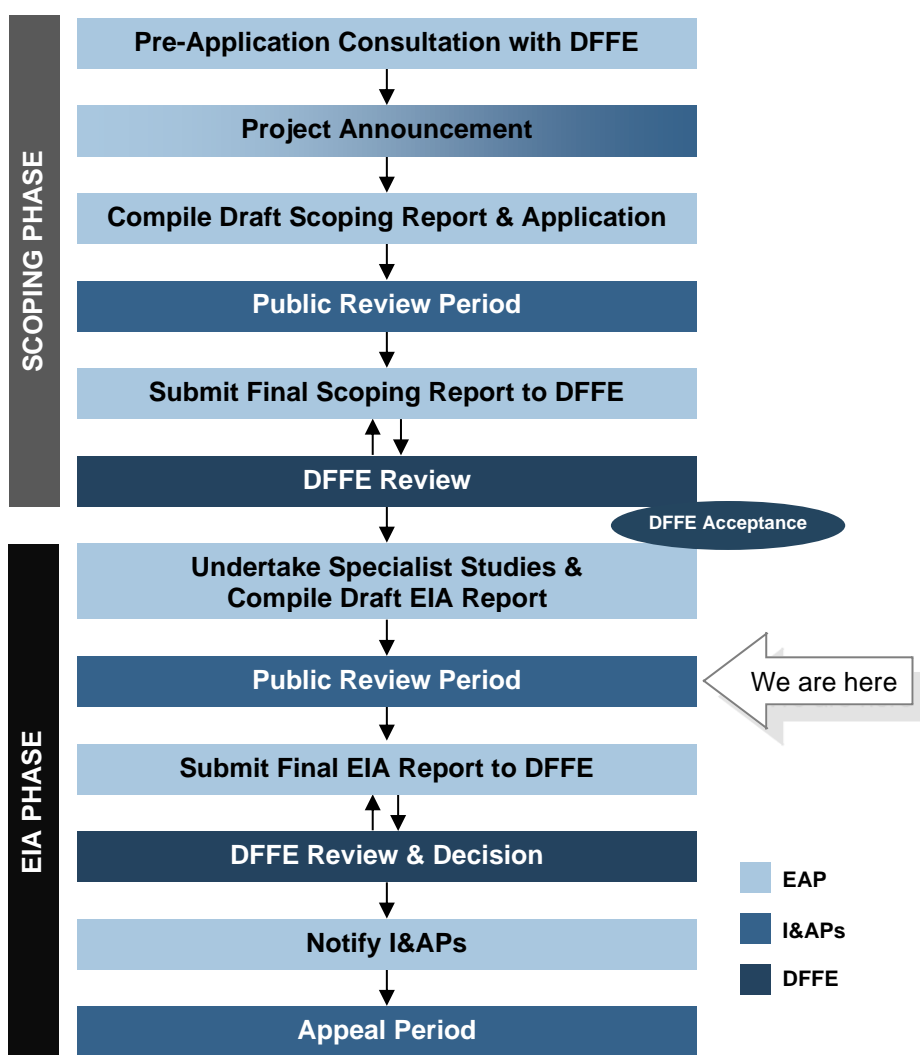 SCOPING PHASE
Pre-Application Consultation with DFFE
Project Announcement
Compile Draft Scoping Report & Application
Public Review Period
Submit Final Scoping Report to DFFE
DFFE Review
DFFE Acceptance
EIA PHASE
Undertake Specialist Studies &
Compile Draft EIA Report
Public Review Period
We are here
Submit Final EIA Report to DFFE
DFFE Review & Decision
Notify I&APs
Appeal Period
EAP
I&APs
DFFE